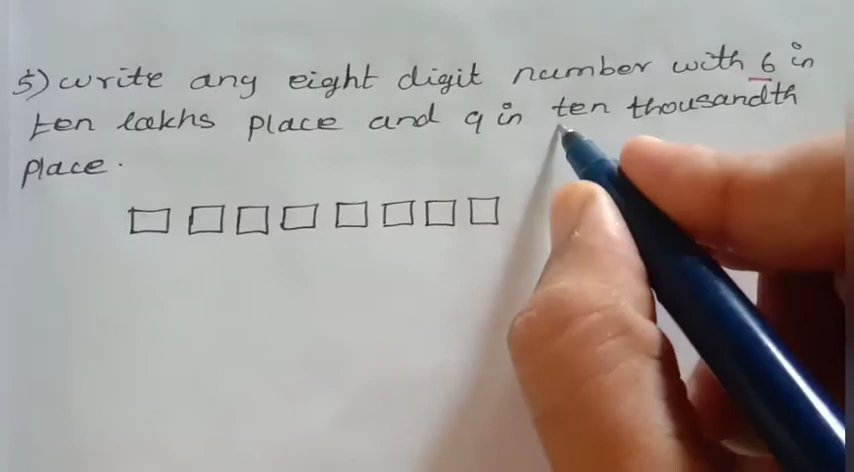 5) write any eight digit number with 6 in
ten lakhs place and 9 in ten thousandth
place.